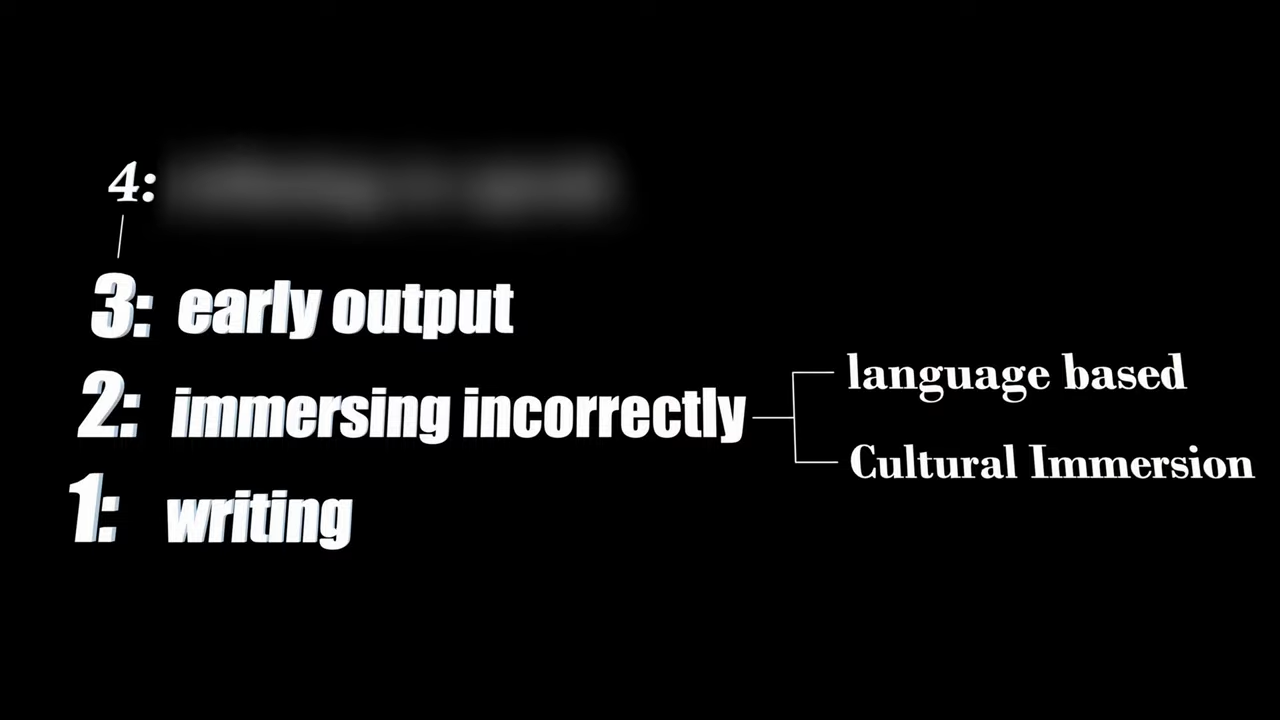 4:
3: early output
2: immersing incorrectly
language based
Cultural Immersion
1: writing